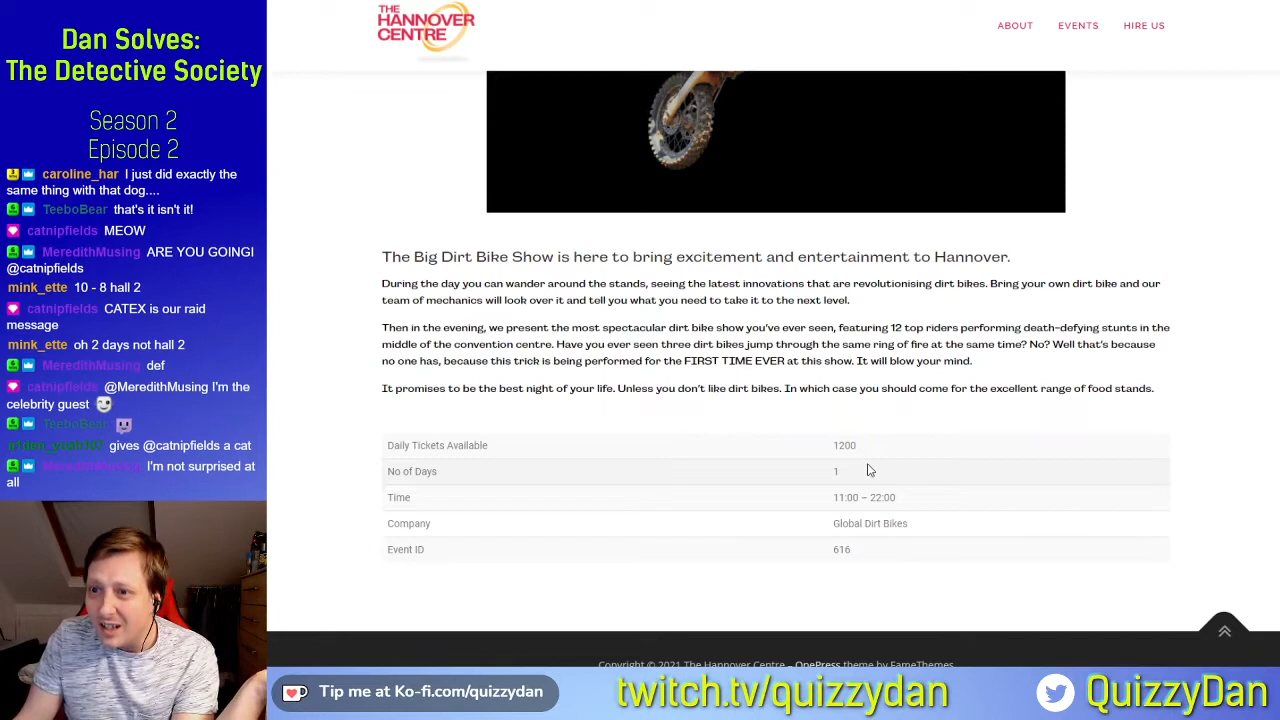 Dan Solves:
The Detective Society
Season 2
Episode 2
caroline_har I just did exactly the
same thing with that dog....
TeeboBear that's it isn't it!
catnipfields MEOW
MeredithMusing ARE YOU GOING!
@catnipfields
mink_ette 10 - 8 hall 2
catnipfields CATEX is our raid
message
mink_ette oh 2 days not hall 2
MeredithMusing def
catnipfields @MeredithMusing I'm the
celebrity guest
TeeboBear
gives @catnipfields a cat
MeredithMusing I'm not surprised at
all
THE
HANNOVER
CENTRE
ABOUT EVENTS HIRE US
The Big Dirt Bike Show is here to bring excitement and entertainment to Hannover.
During the day you can wander around the stands, seeing the latest innovations that are revolutionising dirt bikes. Bring your own dirt bike and our
team of mechanics will look over it and tell you what you need to take it to the next level.
Then in the evening, we present the most spectacular dirt bike show you've ever seen, featuring 12 top riders performing death-defying stunts in the
middle of the convention centre. Have you ever seen three dirt bikes jump through the same ring of fire at the same time? No? Well that's because
no one has, because this trick is being performed for the FIRST TIME EVER at this show. It will blow your mind.
It promises to be the best night of your life. Unless you don't like dirt bikes. In which case you should come for the excellent range of food stands.
Daily Tickets Available 1200
No of Days 1
Time 11:00 – 22:00
Company Global Dirt Bikes
Event ID 616
Copyright © 2021 The Hannover Centre – OnePress theme by FameThemes
Tip me at Ko-fi.com/quizzydan
twitch.tv/quizzydan
QuizzyDan